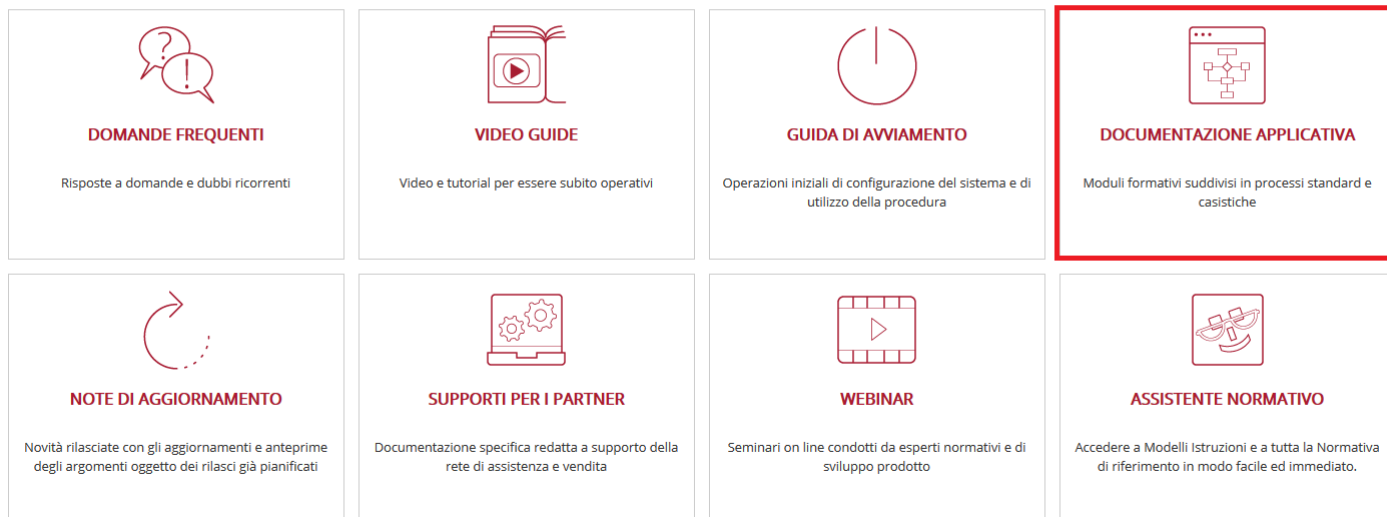 DOMANDE FREQUENTI
Risposte a domande e dubbi ricorrenti
VIDEO GUIDE
Video e tutorial per essere subito operativi
GUIDA DI AVVIAMENTO
Operazioni iniziali di configurazione del sistema e di
utilizzo della procedura
DOCUMENTAZIONE APPLICATIVA
Moduli formativi suddivisi in processi standard e
casistiche
NOTE DI AGGIORNAMENTO
Novità rilasciate con gli aggiornamenti e anteprime
degli argomenti oggetto dei rilasci già pianificati
SUPPORTI PER I PARTNER
Documentazione specifica redatta a supporto della
rete di assistenza e vendita
WEBINAR
Seminari on line condotti da esperti normativi e di
sviluppo prodotto
ASSISTENTE NORMATIVO
Accedere a Modelli Istruzioni e a tutta la Normativa
di riferimento in modo facile ed immediato.